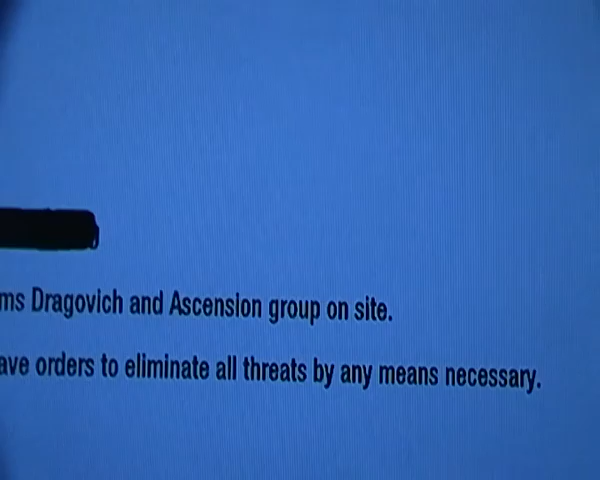 ms Dragovich and Ascension group on site.
ave orders to eliminate all threats by any means necessary.